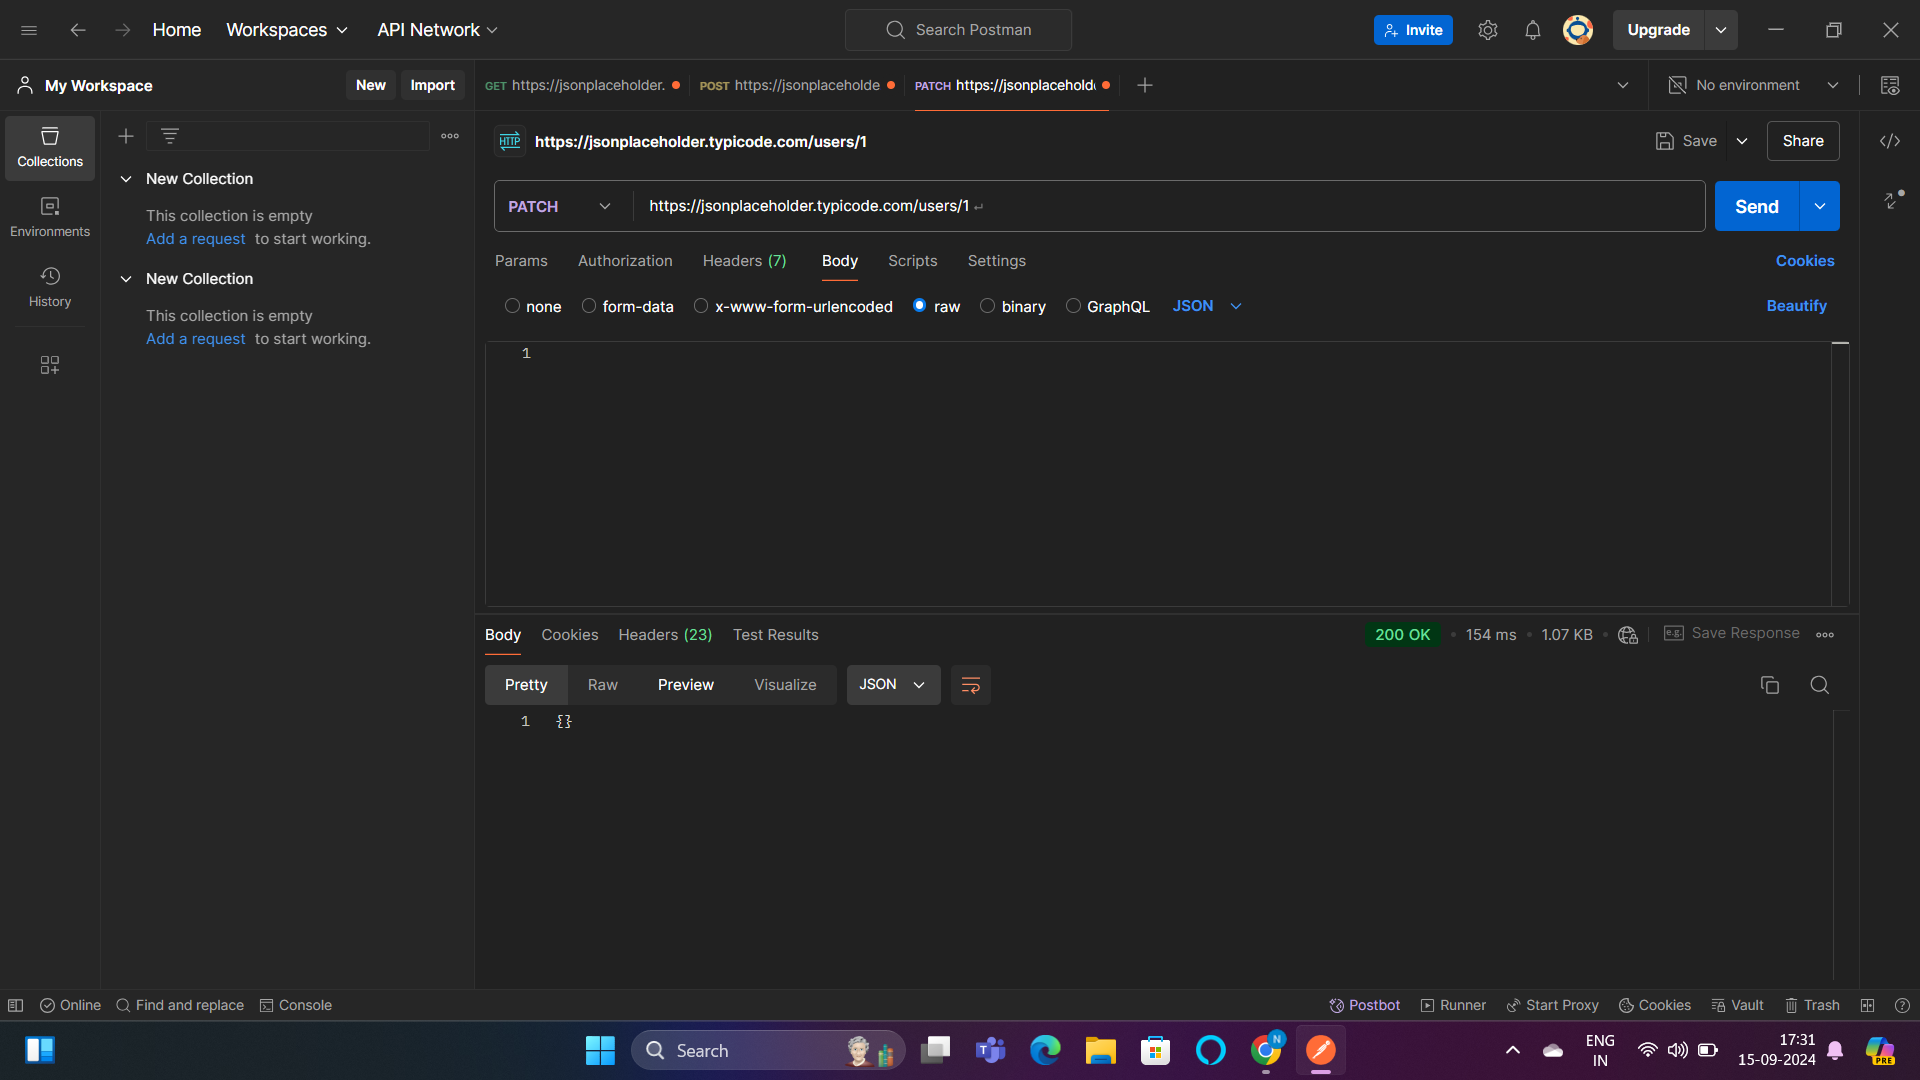 Home Workspaces API Network Search Postman Invite Upgrade
My Workspace New Import GET https://jsonplaceholder. POST https://jsonplaceholde PATCH https://jsonplacehold No environment
Collections
Environments
History
New Collection
This collection is empty
Add a request to start working.
New Collection
This collection is empty
Add a request to start working.
HTTP https://jsonplaceholder.typicode.com/users/1 Save Share
PATCH https://jsonplaceholder.typicode.com/users/1 Send
Params Authorization Headers (7) Body Scripts Settings Cookies
none form-data x-www-form-urlencoded raw binary GraphQL JSON Beautify
1
Body Cookies Headers (23) Test Results 200 OK • 154 ms • 1.07 KB • e.g. Save Response
Pretty Raw Preview Visualize JSON
1 {}
Online Find and replace Console Postbot Runner Start Proxy Cookies Vault Trash
Search N ENG IN 17:31 15-09-2024 PRE